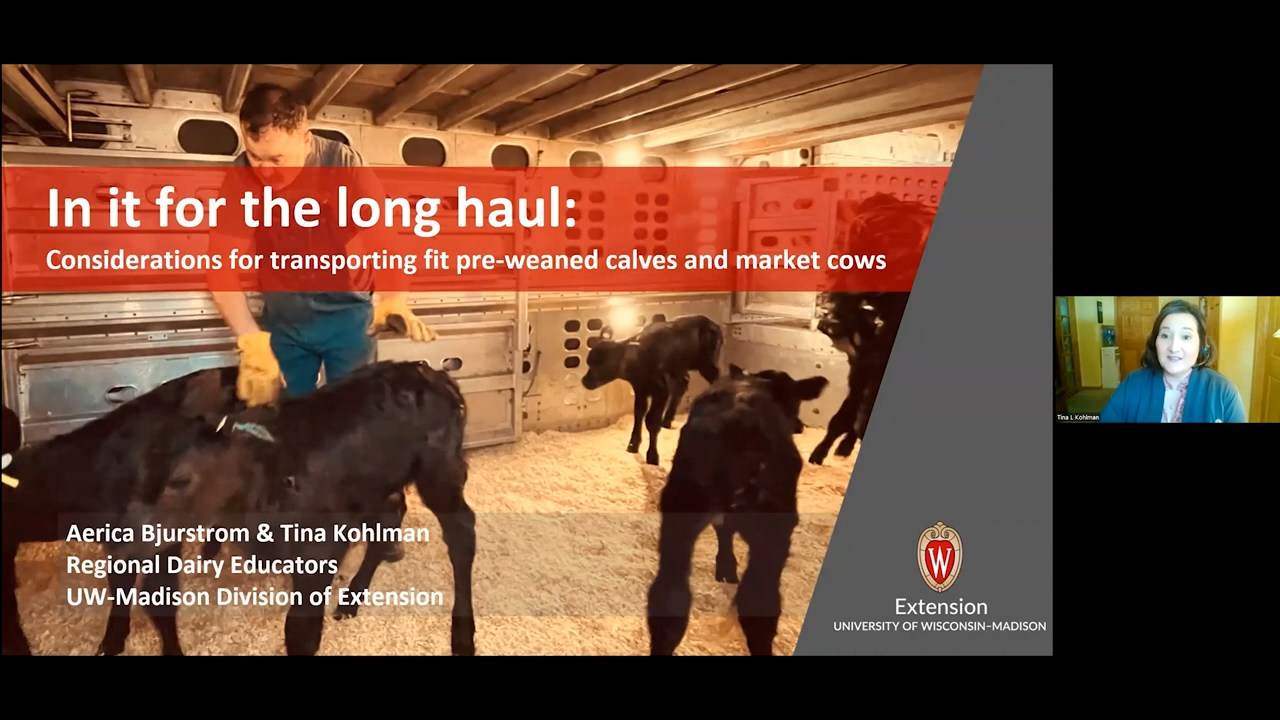 In it for the long haul:
Considerations for transporting fit pre-weaned calves and market cows
Aerica Bjurstrom & Tina Kohlman
Regional Dairy Educators
UW-Madison Division of Extension
W
Extension
UNIVERSITY OF WISCONSIN–MADISON
Tina L Kohlman